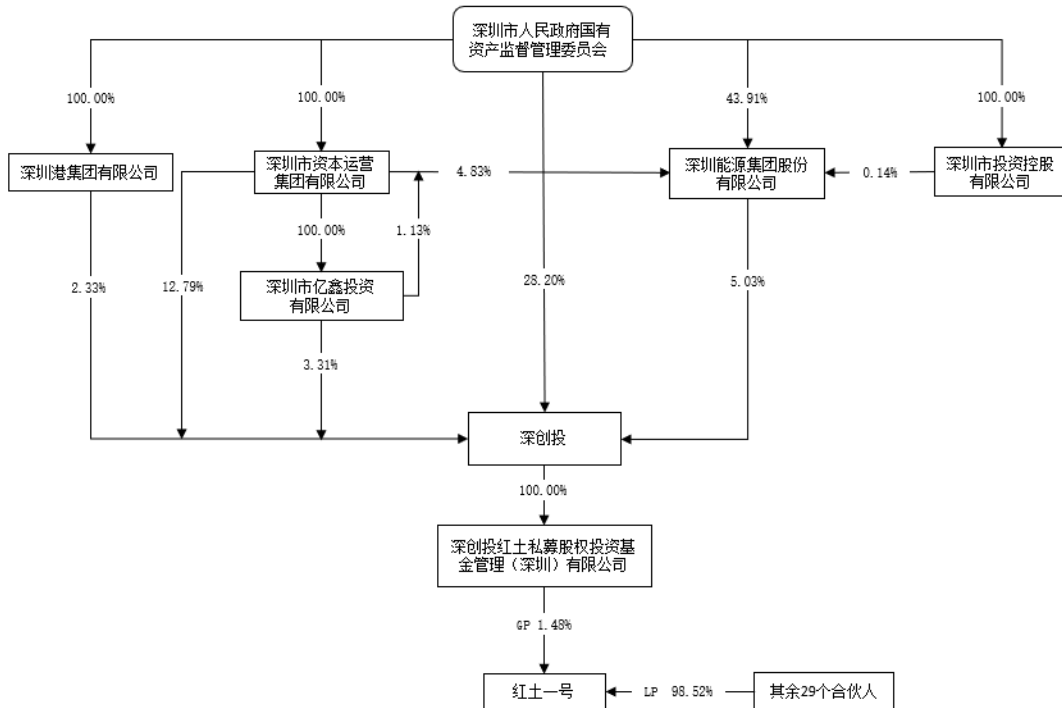 深圳市人民政府国有
资产监督管理委员会
100.00%
100.00%
43.91%
100.00%
深圳港集团有限公司
深圳市资本运营
集团有限公司
4.83%
深圳能源集团股份
有限公司
0.14%
深圳市投资控股
有限公司
100.00%
1.13%
2.33%
12.79%
深圳市亿鑫投资
有限公司
28.20%
5.03%
3.31%
深创投
100.00%
深创投红土私募股权投资基
金管理（深圳）有限公司
GP 1.48%
红土一号
LP 98.52%
其余29个合伙人